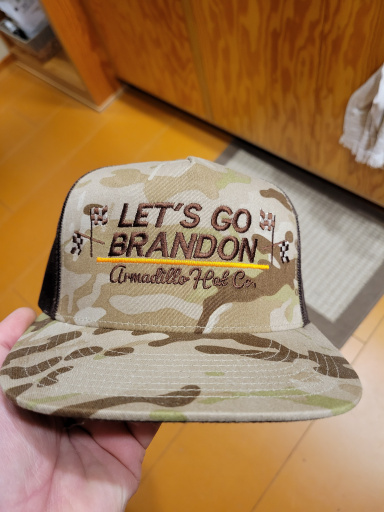 LET'S GO
BRANDON
Armadillo Hat Co.